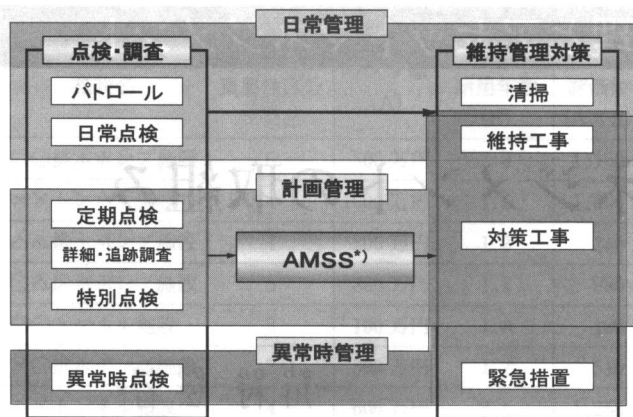 日常管理
点検・調査
維持管理対策
パトロール
清掃
日常点検
維持工事
計画管理
定期点検
詳細・追跡調査
AMSS*)
対策工事
特別点検
異常時管理
異常時点検
緊急措置